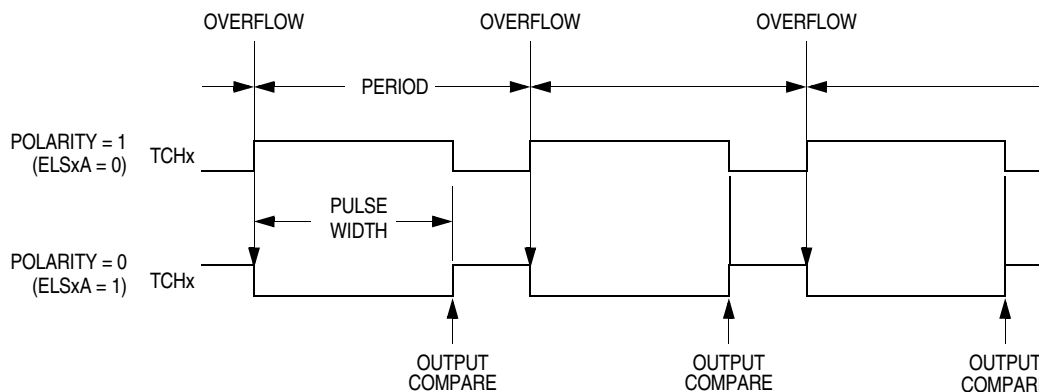 OVERFLOW OVERFLOW OVERFLOW
PERIOD
POLARITY = 1
(ELSxA = 0)
TCHx
PULSE
WIDTH
POLARITY = 0
(ELSxA = 1)
TCHx
OUTPUT
COMPARE
OUTPUT
COMPARE
OUTPUT
COMPAR